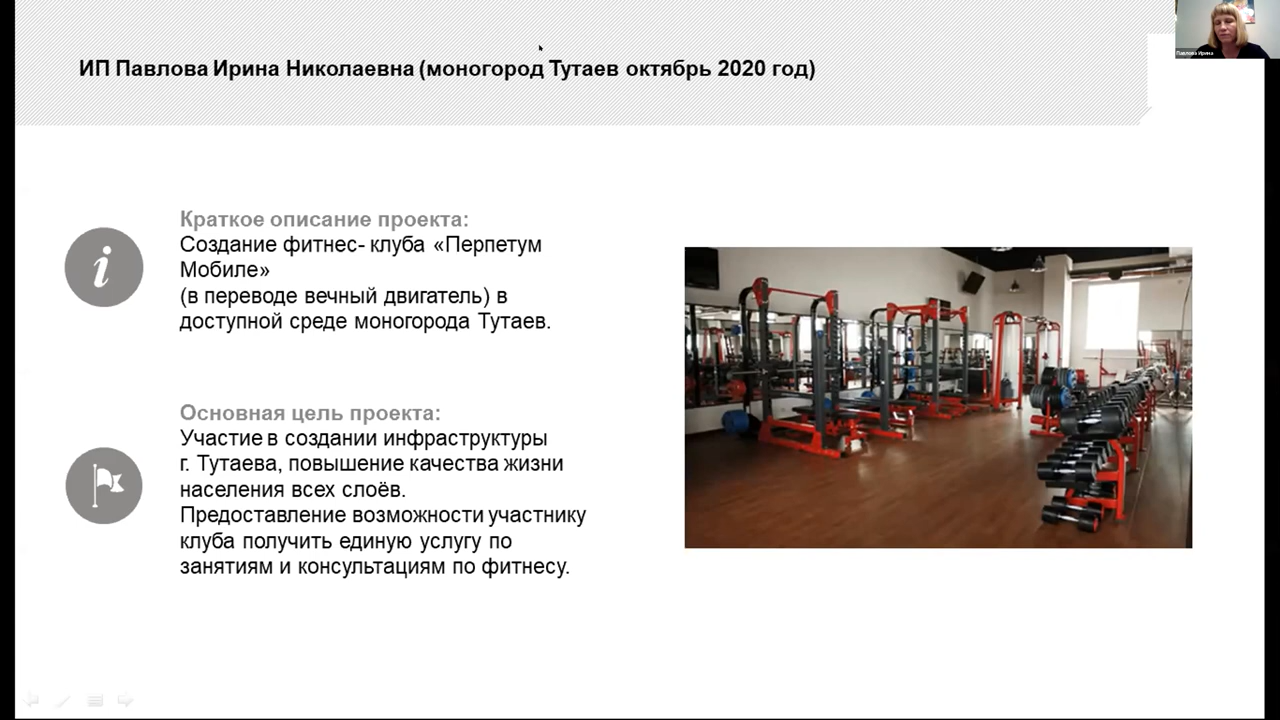 ИП Павлова Ирина Николаевна (моногород Тутаев октябрь 2020 год)
Павлова Ирина
Краткое описание проекта:
Создание фитнес- клуба «Перпетум
Мобиле»
(в переводе вечный двигатель) в
доступной среде моногорода Тутаев.
Основная цель проекта:
Участие в создании инфраструктуры
г. Тутаева, повышение качества жизни
населения всех слоёв.
Предоставление возможности участнику
клуба получить единую услугу по
занятиям и консультациям по фитнесу.